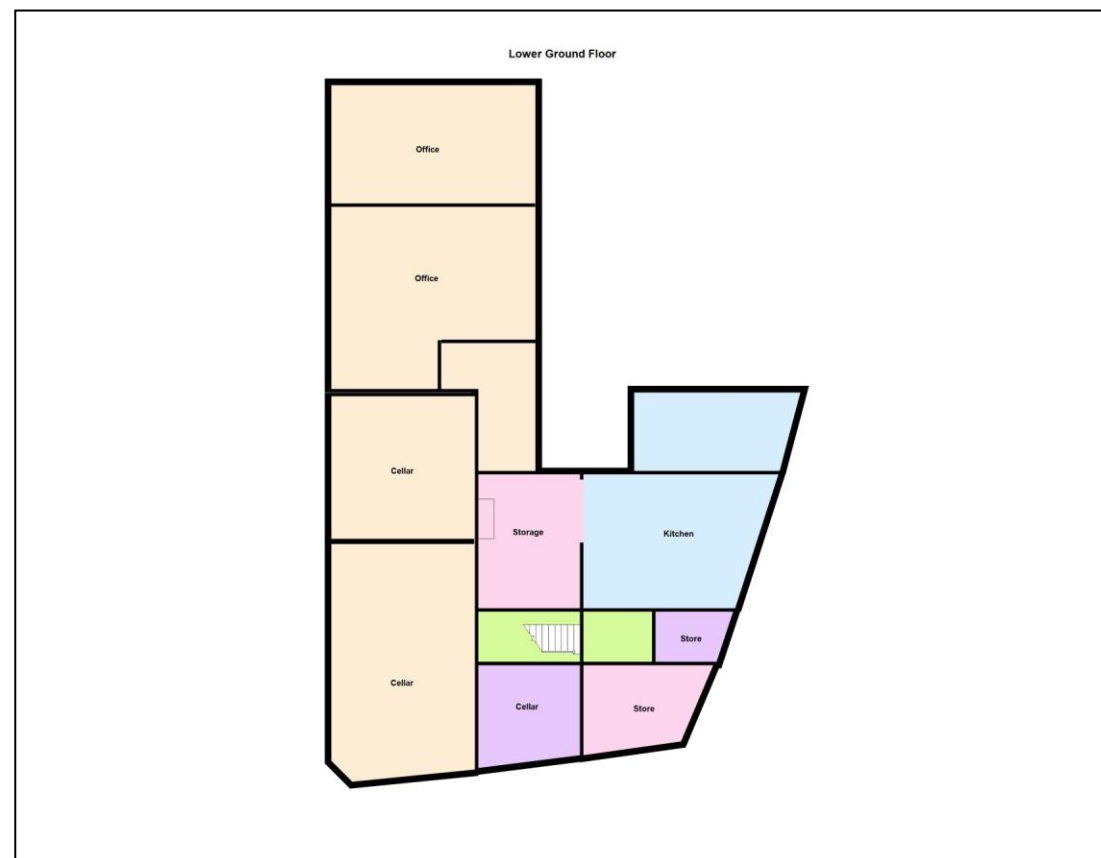 Lower Ground Floor
Office
Office
Cellar
Storage
Kitchen
Store
Cellar
Cellar
Store